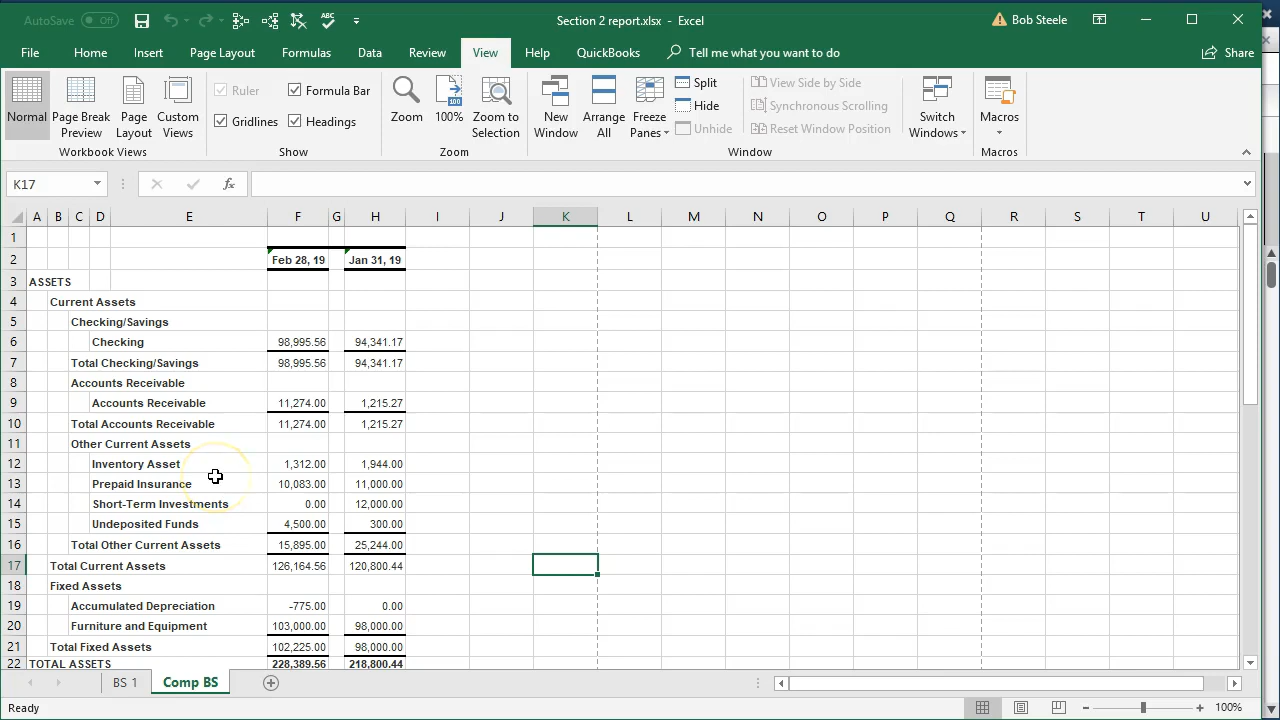 AutoSave Off Section 2 report.xlsx - Excel Bob Steele
File Home Insert Page Layout Formulas Data Review View Help QuickBooks Tell me what you want to do Share
Normal Page Break Preview Page Layout Custom Views
Workbook Views
Ruler Formula Bar
Gridlines Headings
Show
Zoom 100% Zoom to Selection
Zoom
New Window Arrange All Freeze Panes
Split
Hide
Unhide
View Side by Side
Synchronous Scrolling
Reset Window Position
Window
Switch Windows
Macros
Macros
K17 fx
A B C D E F G H I J K L M N O P Q R S T U
1
2 Feb 28, 19 Jan 31, 19
3 ASSETS
4 Current Assets
5 Checking/Savings
6 Checking 98,995.56 94,341.17
7 Total Checking/Savings 98,995.56 94,341.17
8 Accounts Receivable
9 Accounts Receivable 11,274.00 1,215.27
10 Total Accounts Receivable 11,274.00 1,215.27
11 Other Current Assets
12 Inventory Asset 1,312.00 1,944.00
13 Prepaid Insurance 10,083.00 11,000.00
14 Short-Term Investments 0.00 12,000.00
15 Undeposited Funds 4,500.00 300.00
16 Total Other Current Assets 15,895.00 25,244.00
17 Total Current Assets 126,164.56 120,800.44
18 Fixed Assets
19 Accumulated Depreciation -775.00 0.00
20 Furniture and Equipment 103,000.00 98,000.00
21 Total Fixed Assets 102,225.00 98,000.00
22 TOTAL ASSETS 228,389.56 218,800.44
BS 1 Comp BS
Ready 100%